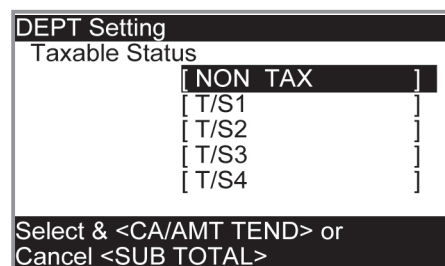 DEPT Setting
Taxable Status
[ NON TAX ]
[ T/S1 ]
[ T/S2 ]
[ T/S3 ]
[ T/S4 ]
Select & <CA/AMT TEND> or
Cancel <SUB TOTAL>